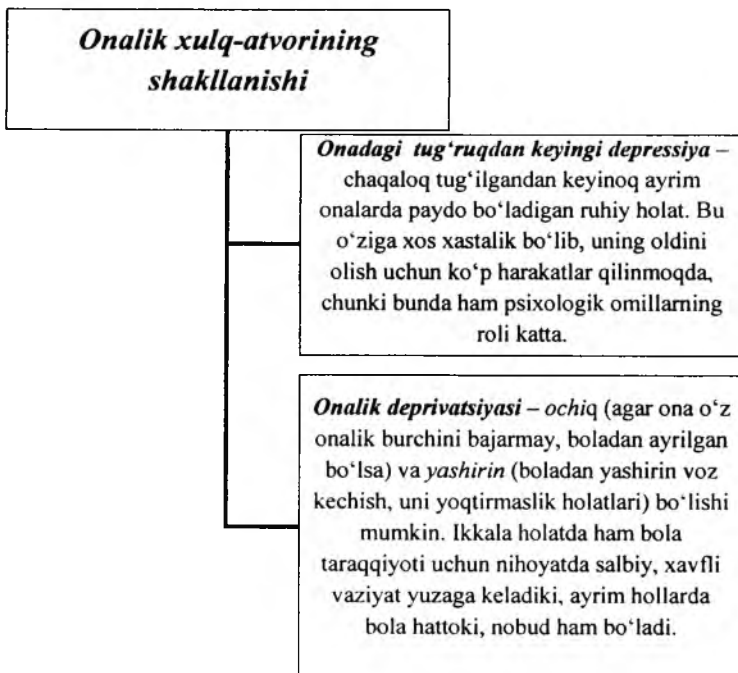 Onalik xulq-atvorining
shakllanishi
Onadagi tug‘ruqdan keyingi depressiya –
chaqaloq tug‘ilgandan keyinoq ayrim
onalarda paydo bo‘ladigan ruhiy holat. Bu
o‘ziga xos xastalik bo‘lib, uning oldini
olish uchun ko‘p harakatlar qilinmoqda,
chunki bunda ham psixologik omillarning
roli katta.
Onalik deprivatsiyasi – ochiq (agar ona o‘z
onalik burchini bajarmay, boladan ayrilgan
bo‘lsa) va yashirin (boladan yashirin voz
kechish, uni yoqtirmaslik holatlari) bo‘lishi
mumkin. Ikkala holatda ham bola
taraqqiyoti uchun nihoyatda salbiy, xavfli
vaziyat yuzaga keladiki, ayrim hollarda
bola hattoki, nobud ham bo‘ladi.